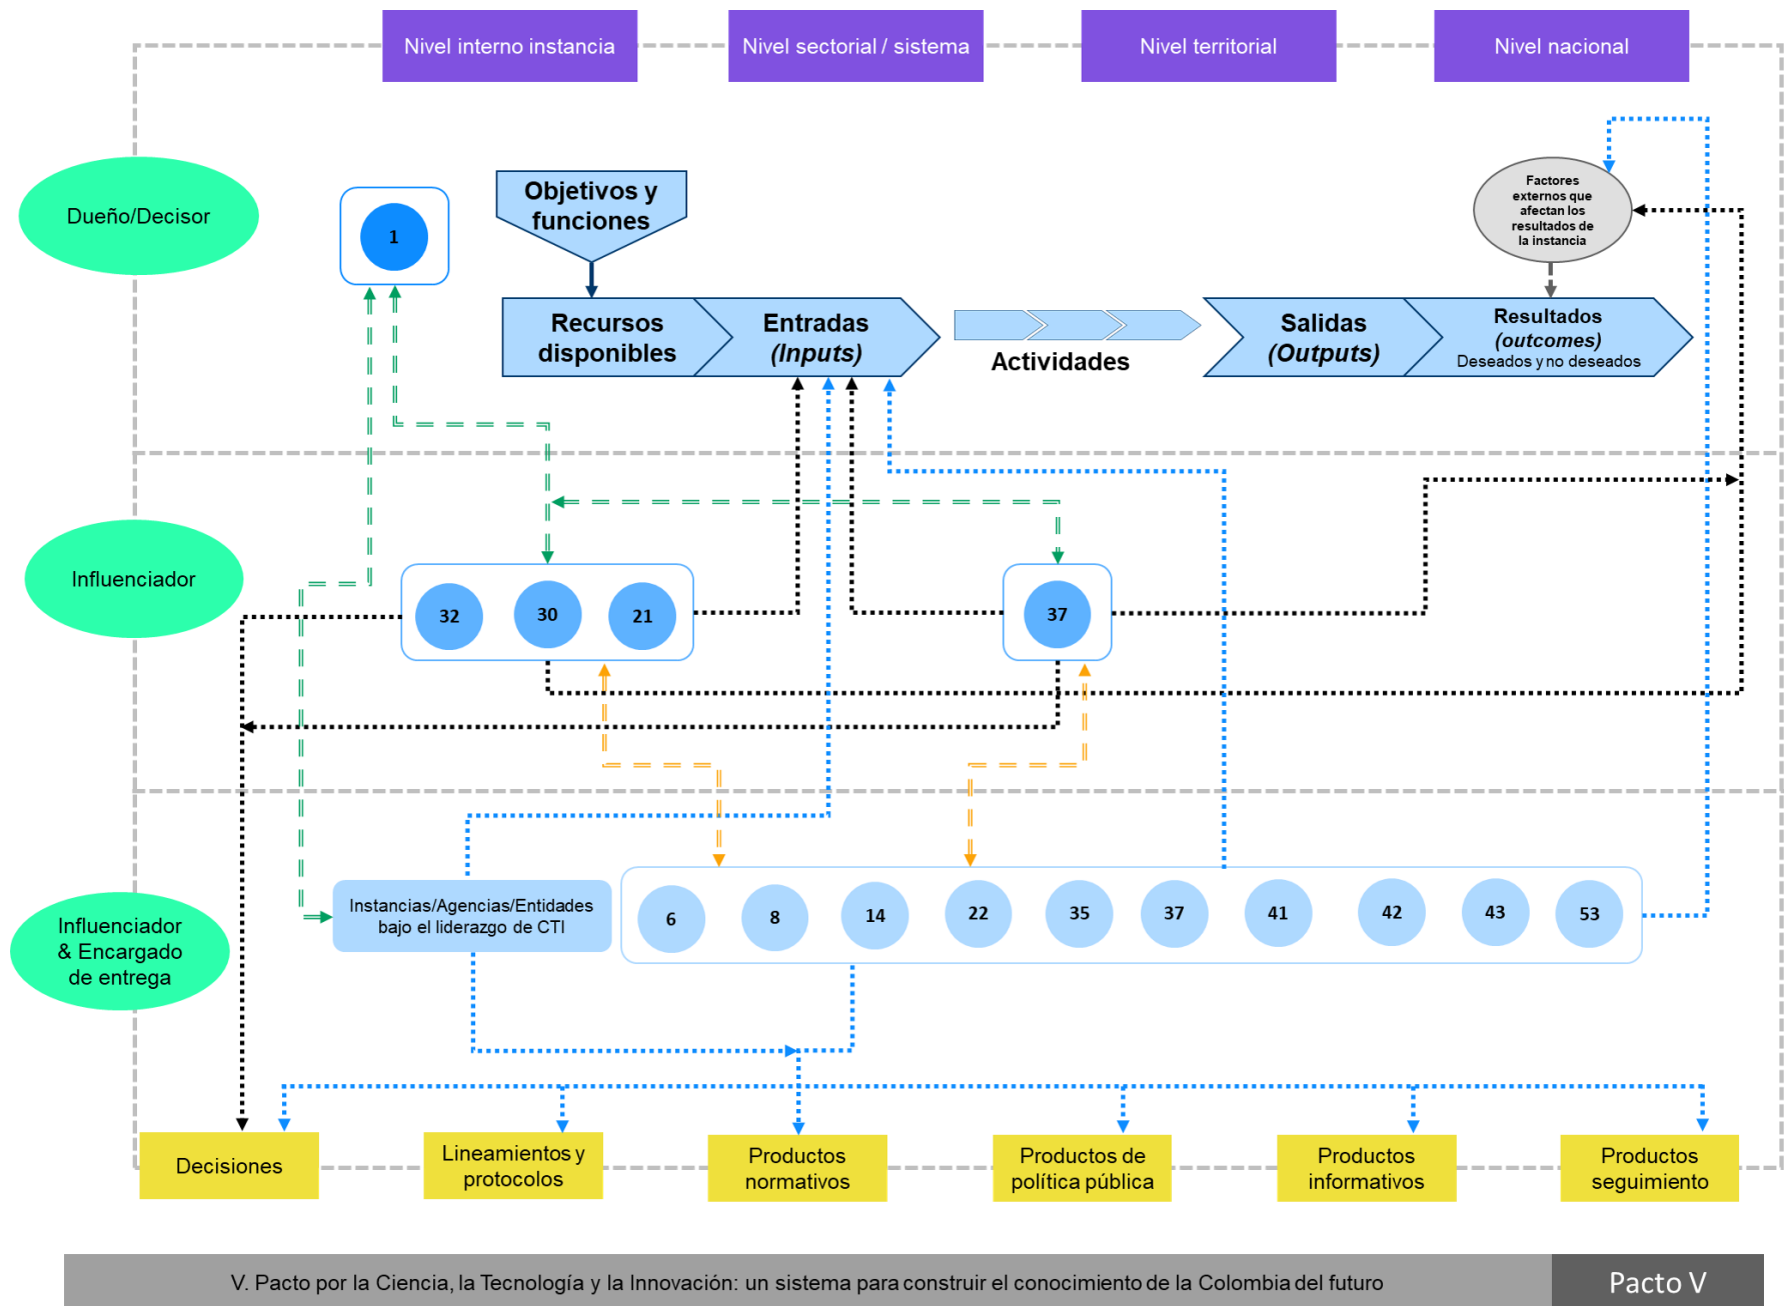 Nivel interno instancia
Nivel sectorial / sistema
Nivel territorial
Nivel nacional
Dueño/Decisor
1
Objetivos y
funciones
Factores
externos que
afectan los
resultados de
la instancia
Recursos
disponibles
Entradas
(Inputs)
Actividades
Salidas
(Outputs)
Resultados
(outcomes)
Deseados y no deseados
Influenciador
32
30
21
37
Influenciador
& Encargado
de entrega
Instancias/Agencias/Entidades
bajo el liderazgo de CTI
6
8
14
22
35
37
41
42
43
53
Decisiones
Lineamientos y
protocolos
Productos
normativos
Productos de
política pública
Productos
informativos
Productos
seguimiento
V. Pacto por la Ciencia, la Tecnología y la Innovación: un sistema para construir el conocimiento de la Colombia del futuro
Pacto V